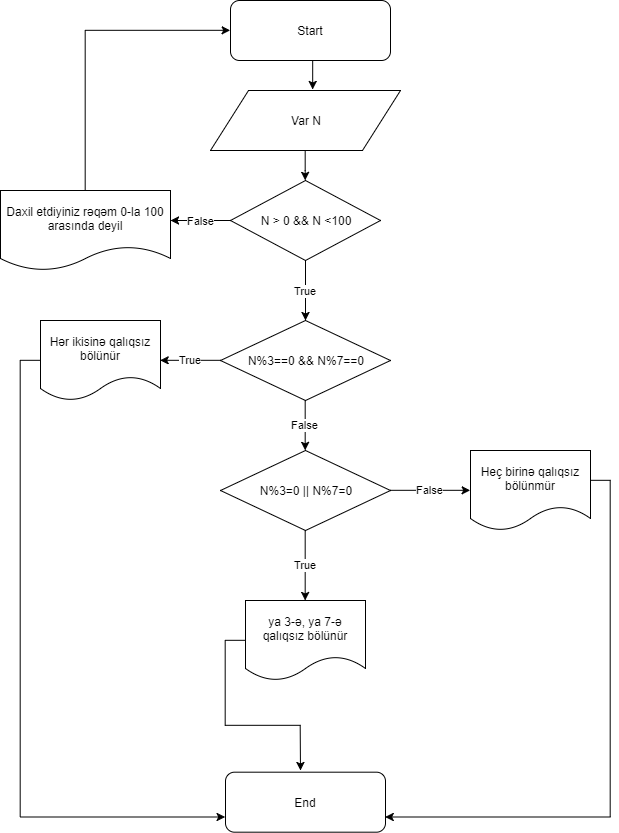 Start
Var N
N > 0 && N <100
False
Daxil etdiyiniz rəqəm 0-la 100
arasında deyil
True
N%3==0 && N%7==0
True
Hər ikisinə qalıqsız
bölünür
False
N%3=0 || N%7=0
False
Heç birinə qalıqsız
bölünmür
True
ya 3-ə, ya 7-ə
qalıqsız bölünür
End